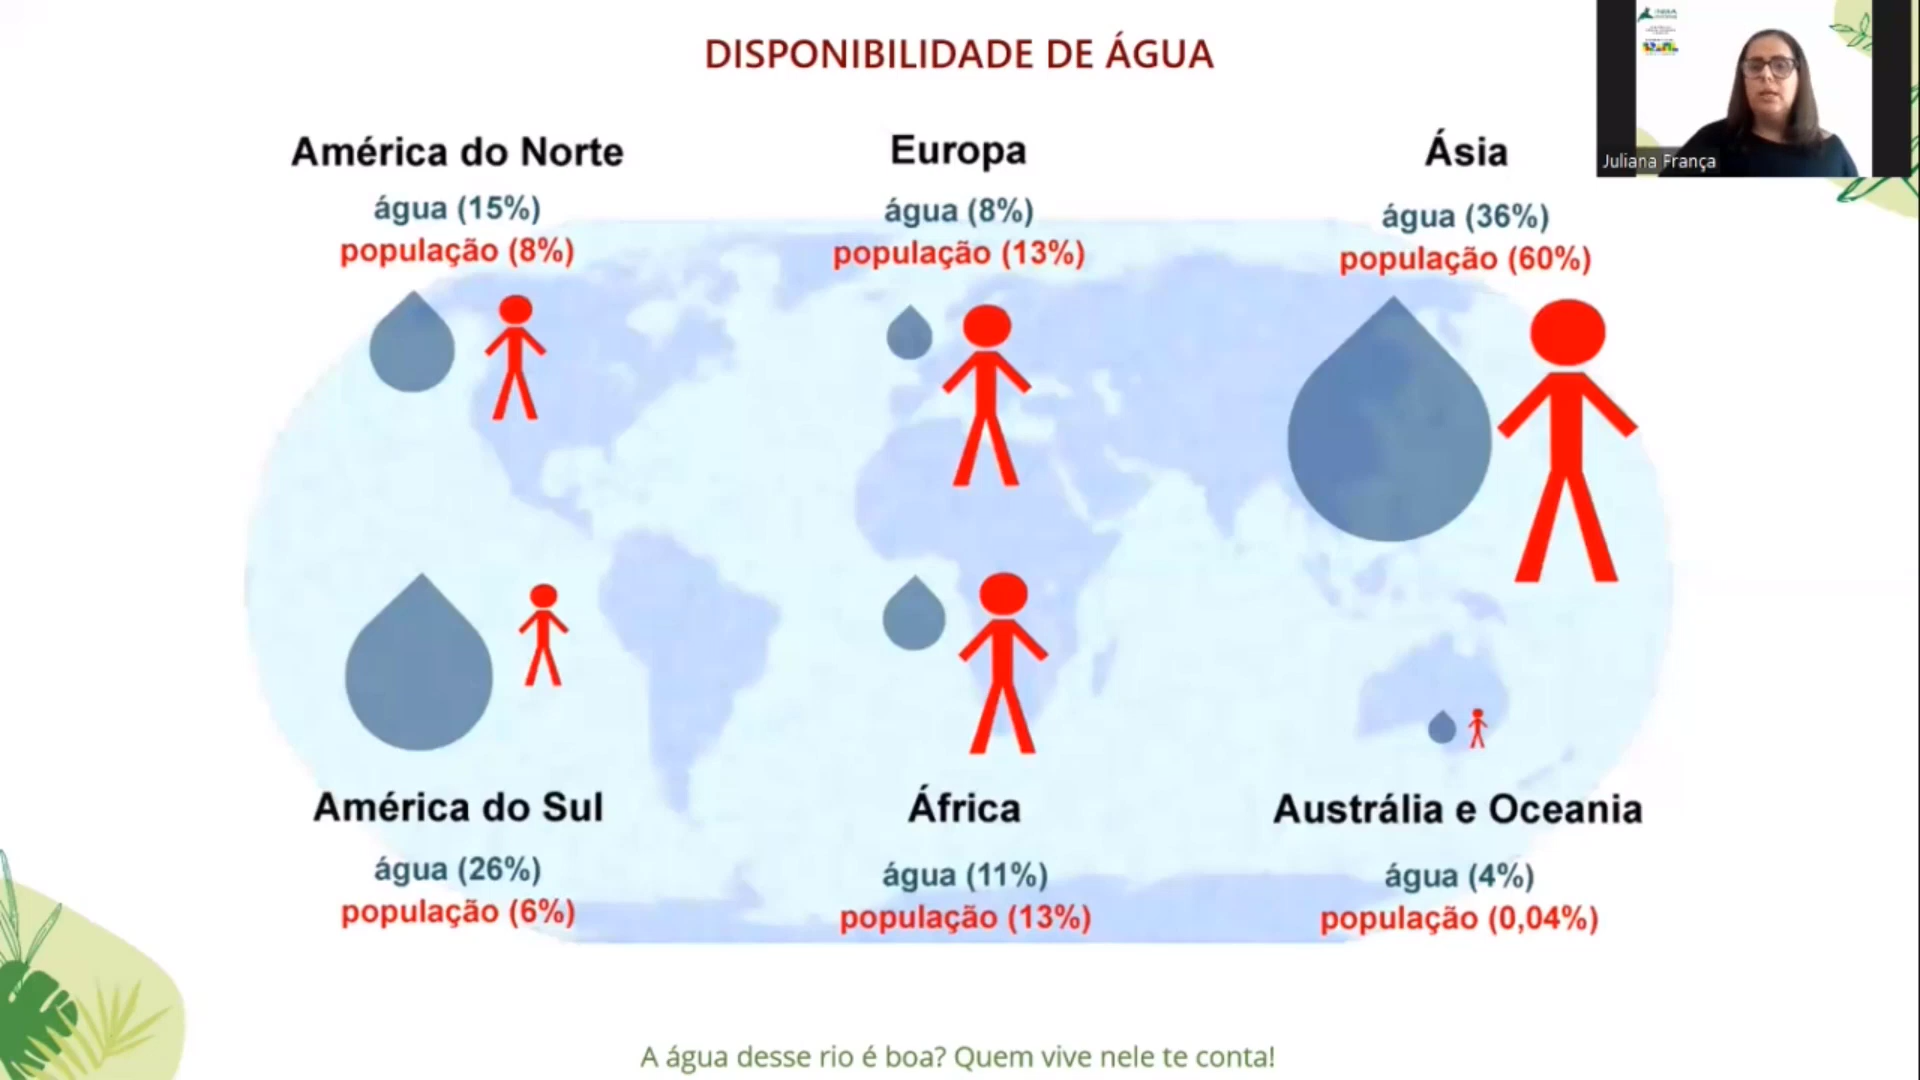 DISPONIBILIDADE DE ÁGUA
América do Norte
água (15%)
população (8%)
Europa
água (8%)
população (13%)
Ásia
água (36%)
população (60%)
Juliana França
América do Sul
água (26%)
população (6%)
África
água (11%)
população (13%)
Austrália e Oceania
água (4%)
população (0,04%)
A água desse rio é boa? Quem vive nele te conta!